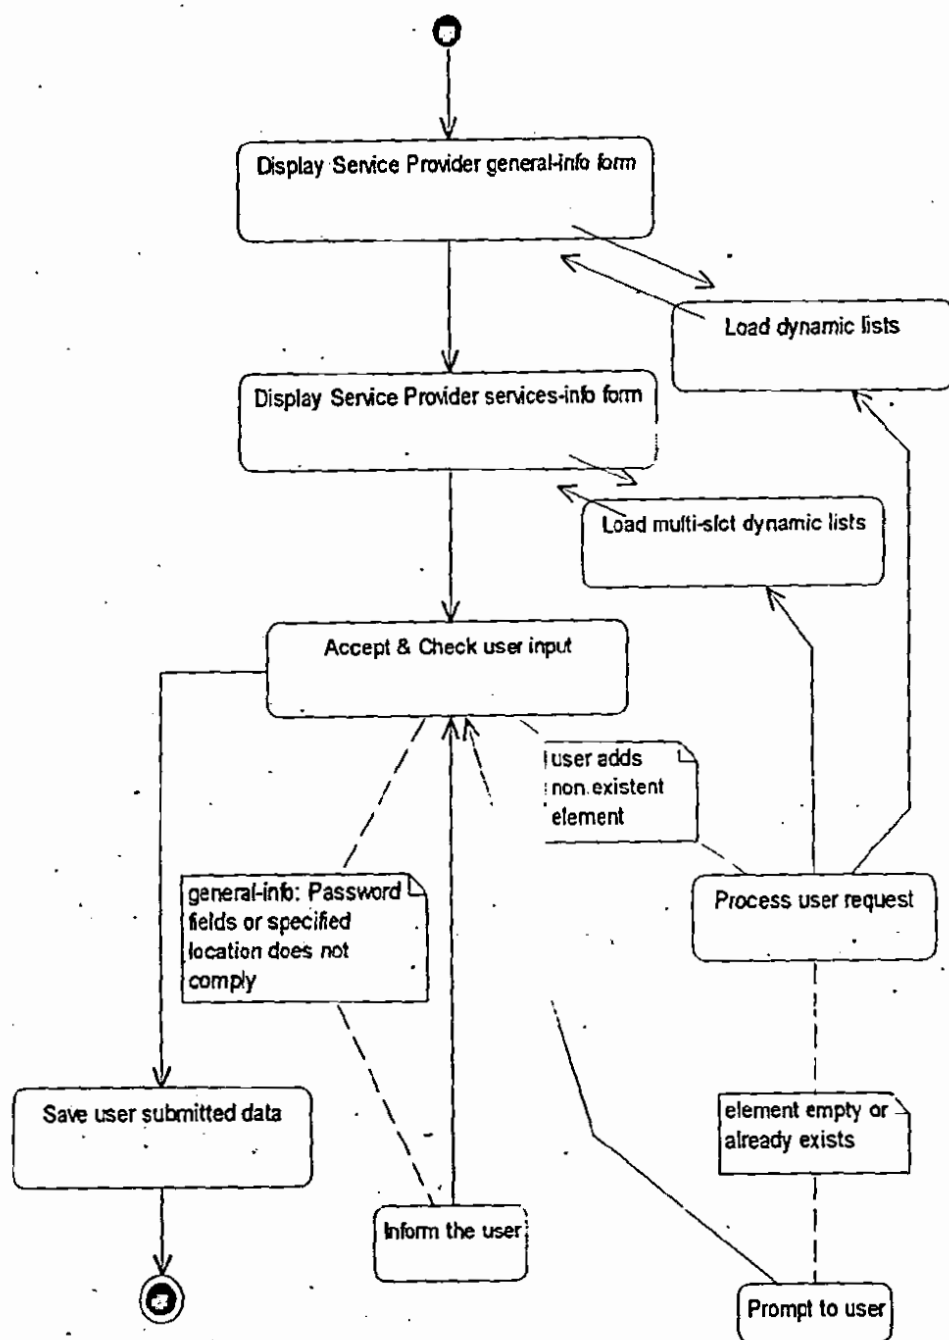 Display Service Provider general-info form
Load dynamic lists
Display Service Provider services-info form
Load multi-slct dynamic lists
Accept & Check user input
user adds
non existent
element
general-info: Password
fields or specified
location does not
comply
Process user request
Save user submitted data
element empty or
already exists
Inform the user
Prompt to user